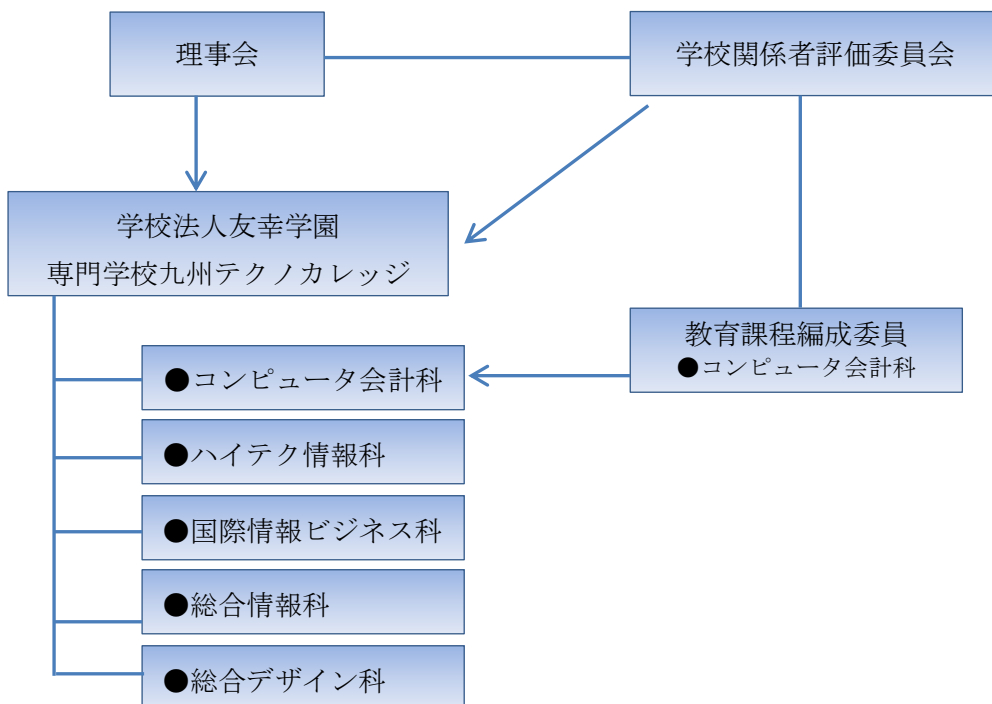 理事会
学校関係者評価委員会
学校法人友幸学園
専門学校九州テクノカレッジ
教育課程編成委員
●コンピュータ会計科
●コンピュータ会計科
●ハイテク情報科
●国際情報ビジネス科
●総合情報科
●総合デザイン科